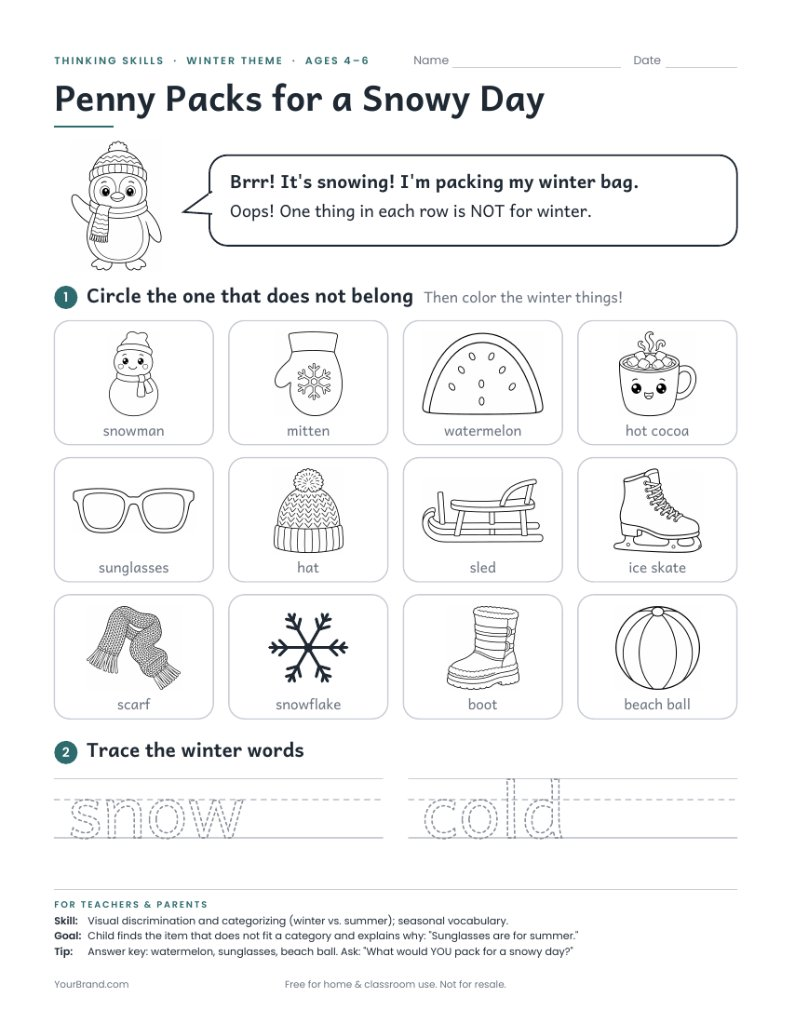 THINKING SKILLS · WINTER THEME · AGES 4–6
Name
Date
Penny Packs for a Snowy Day
Brrr! It's snowing! I'm packing my winter bag.
Oops! One thing in each row is NOT for winter.
1 Circle the one that does not belong Then color the winter things!
snowman mitten watermelon hot cocoa
sunglasses hat sled ice skate
scarf snowflake boot beach ball
2 Trace the winter words
snow cold
FOR TEACHERS & PARENTS
Skill: Visual discrimination and categorizing (winter vs. summer); seasonal vocabulary.
Goal: Child finds the item that does not fit a category and explains why: "Sunglasses are for summer."
Tip: Answer key: watermelon, sunglasses, beach ball. Ask: "What would YOU pack for a snowy day?"
YourBrand.com
Free for home & classroom use. Not for resale.